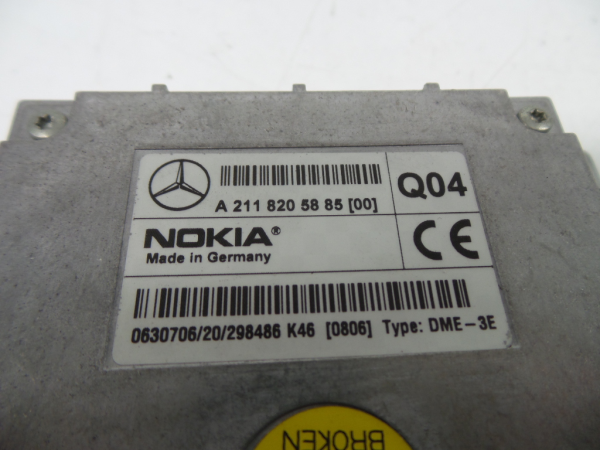 A 211 820 58 85 [00]
Q04
NOKIA®
Made in Germany
CE
0630706/20/298486 K46 [0806] Type: DME-3E
BROKEN